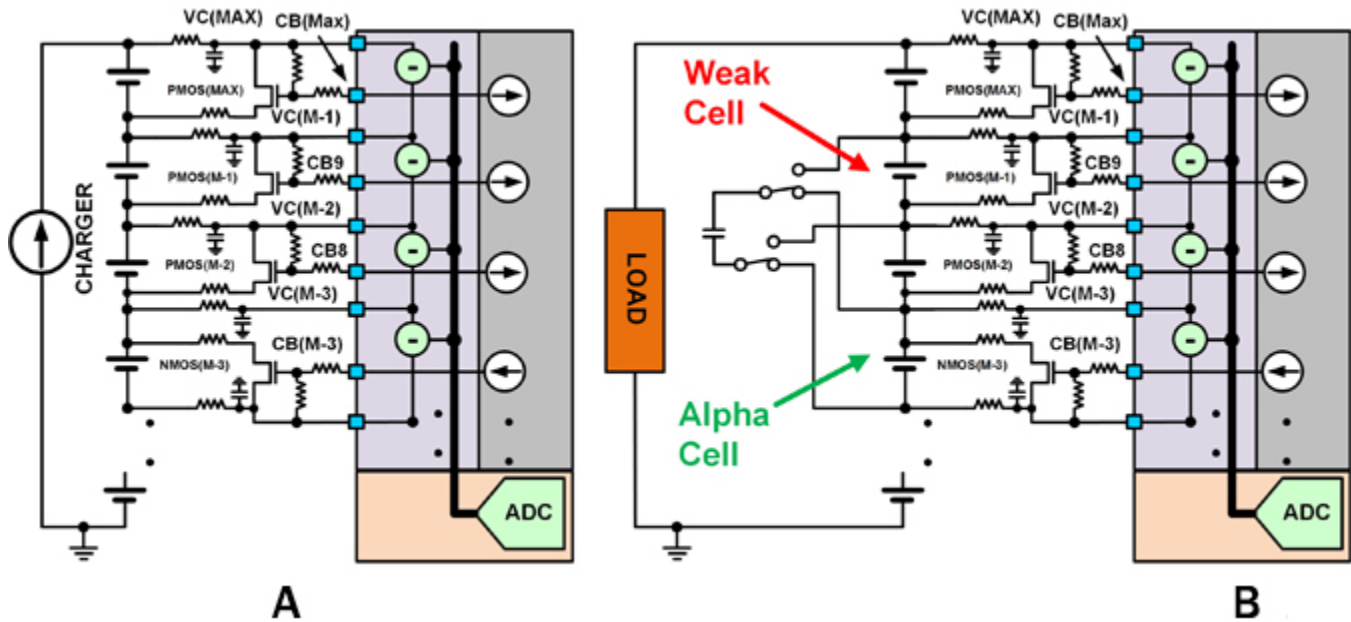 VC(MAX)
CB(Max)
PMOS(MAX)
VC(M-1)
CB9
PMOS(M-1)
VC(M-2)
CB8
PMOS(M-2)
VC(M-3)
CB(M-3)
NMOS(M-3)
CHARGER
ADC
A
VC(MAX)
CB(Max)
Weak
Cell
PMOS(MAX)
VC(M-1)
CB9
PMOS(M-1)
VC(M-2)
CB8
PMOS(M-2)
VC(M-3)
CB(M-3)
NMOS(M-3)
LOAD
Alpha
Cell
ADC
B